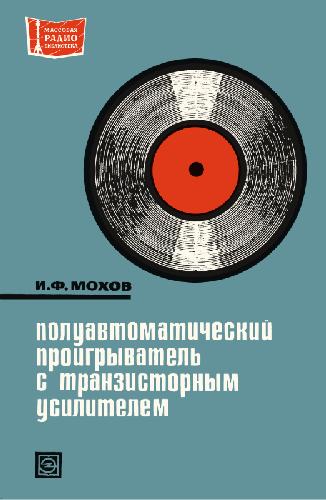 МАССОВАЯ
РАДИО
БИБЛИОТЕКА
И.Ф. МОХОВ
полуавтоматический
проигрыватель
с транзисторным
усилителем